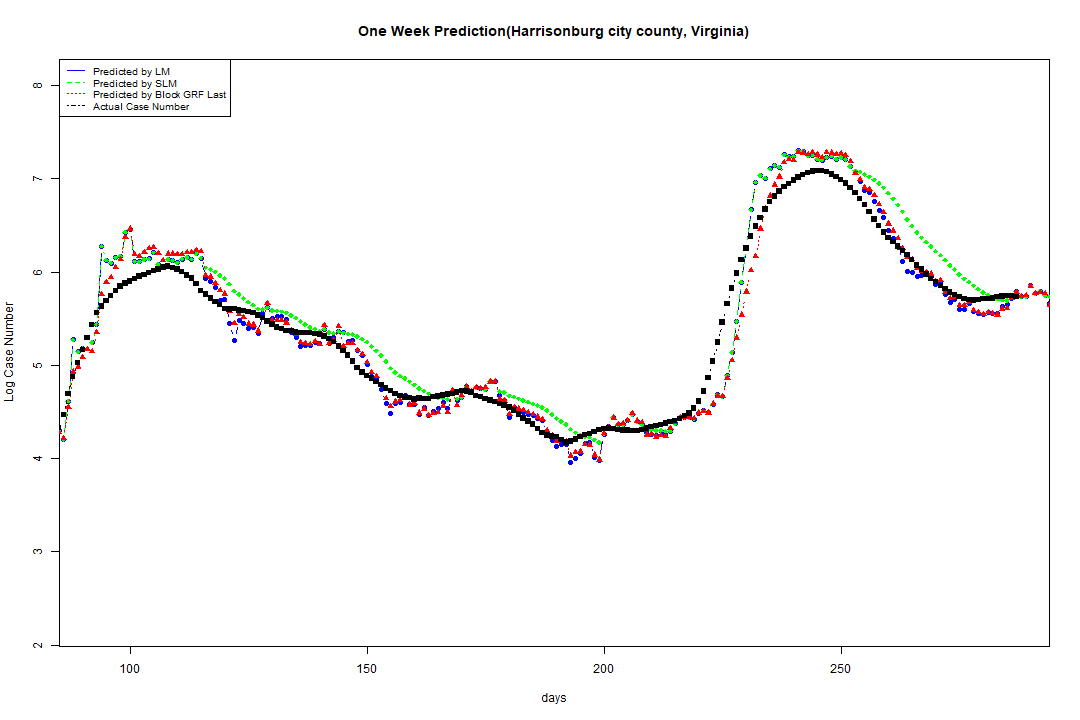 One Week Prediction(Harrisonburg city county, Virginia)
Predicted by LM
Predicted by SLM
Predicted by Block GRF Last
Actual Case Number
Log Case Number
8
7
6
5
4
3
2
100 150 200 250
days